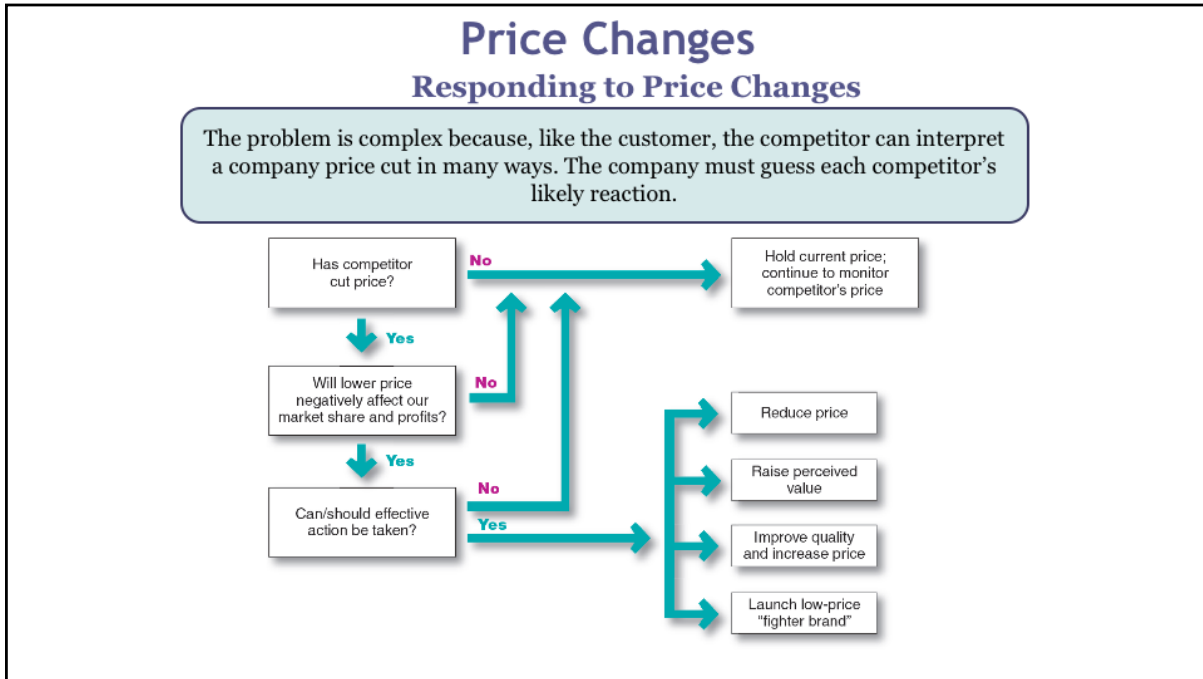 Price Changes
Responding to Price Changes
The problem is complex because, like the customer, the competitor can interpret
a company price cut in many ways. The company must guess each competitor’s
likely reaction.
Has competitor
cut price?
No
Hold current price;
continue to monitor
competitor’s price
Yes
Will lower price
negatively affect our
market share and profits?
No
Reduce price
Yes
Raise perceived
value
Can/should effective
action be taken?
No
Yes
Improve quality
and increase price
Launch low-price
“fighter brand”